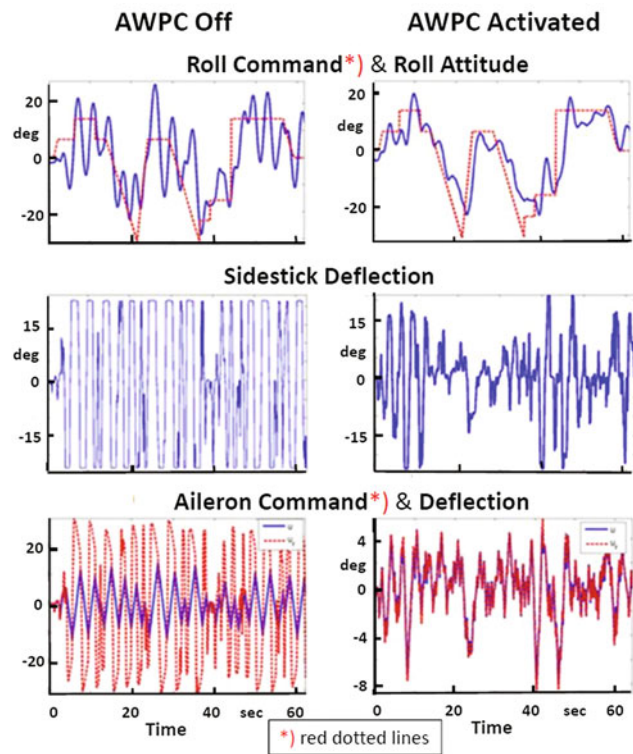 AWPC Off
AWPC Activated
Roll Command*) & Roll Attitude
20
deg
0
-20
20
deg
0
-20
Sidestick Deflection
15
deg
0
-15
15
deg
0
-15
Aileron Command*) & Deflection
20
deg
0
-20
u
0 20 40 sec 60
Time
4
deg
0
-4
-8
u
0 20 40 sec 60
Time
*) red dotted lines